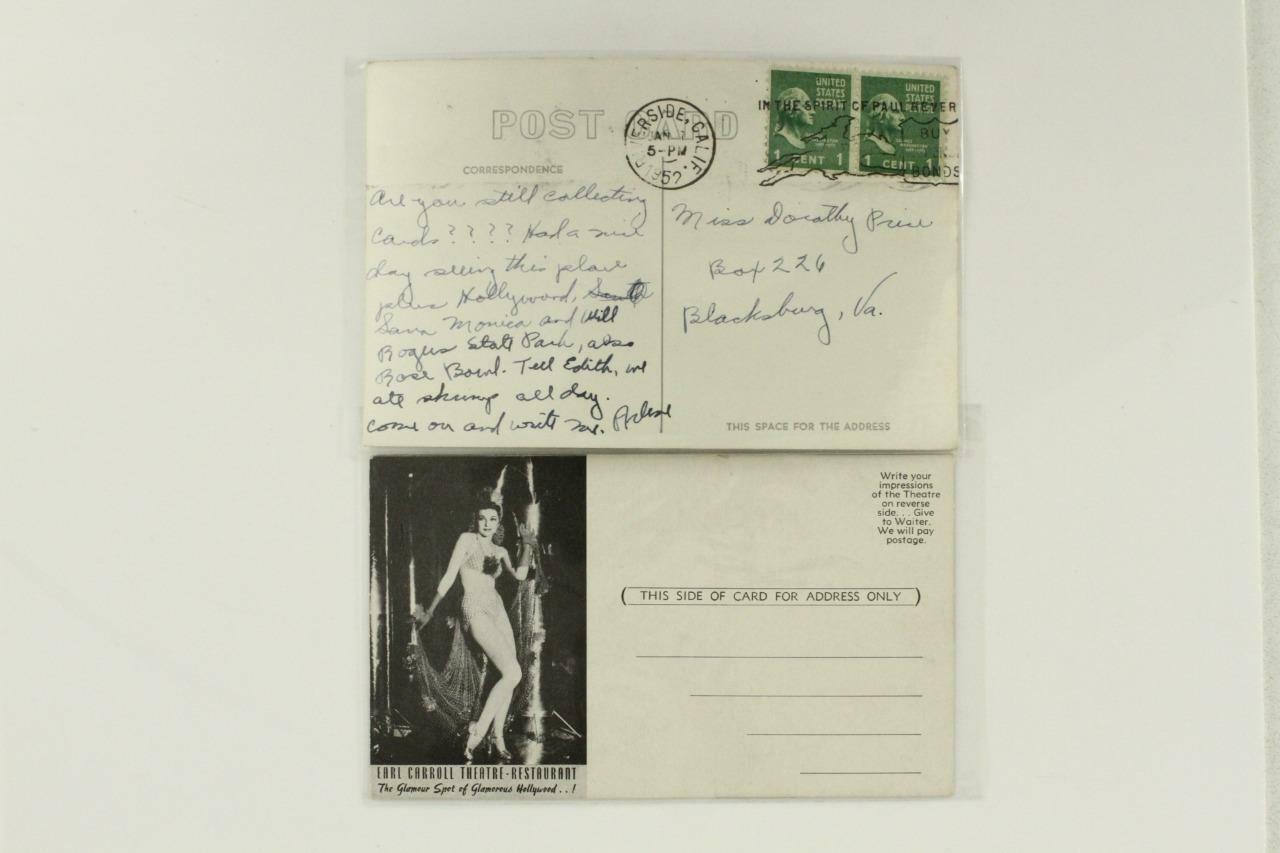 POST CARD
RIVERSIDE, CALIF.
JAN
5-PM
1952
IN THE SPIRIT OF PAUL REVERE
BUY
BONDS
UNITED
STATES
1 CENT 1
UNITED
STATES
1 CENT 1
CORRESPONDENCE
Are you still collecting
Cards???? Had a nice
day seeing this place
plus Hollywood,
Sana Monica and Will
Rogers State Park, also
Rose Bowl. Tell Edith, we
ate shrimp all day.
Come on and write me.
Miss Dorothy Price
Box 226
Blacksburg, Va.
THIS SPACE FOR THE ADDRESS
Write your
impressions
of the Theatre
on reverse
side. . . Give
to Waiter.
We will pay
postage.
(THIS SIDE OF CARD FOR ADDRESS ONLY)
EARL CARROLL THEATRE-RESTAURANT
The Glamour Spot of Glamorous Hollywood . . !